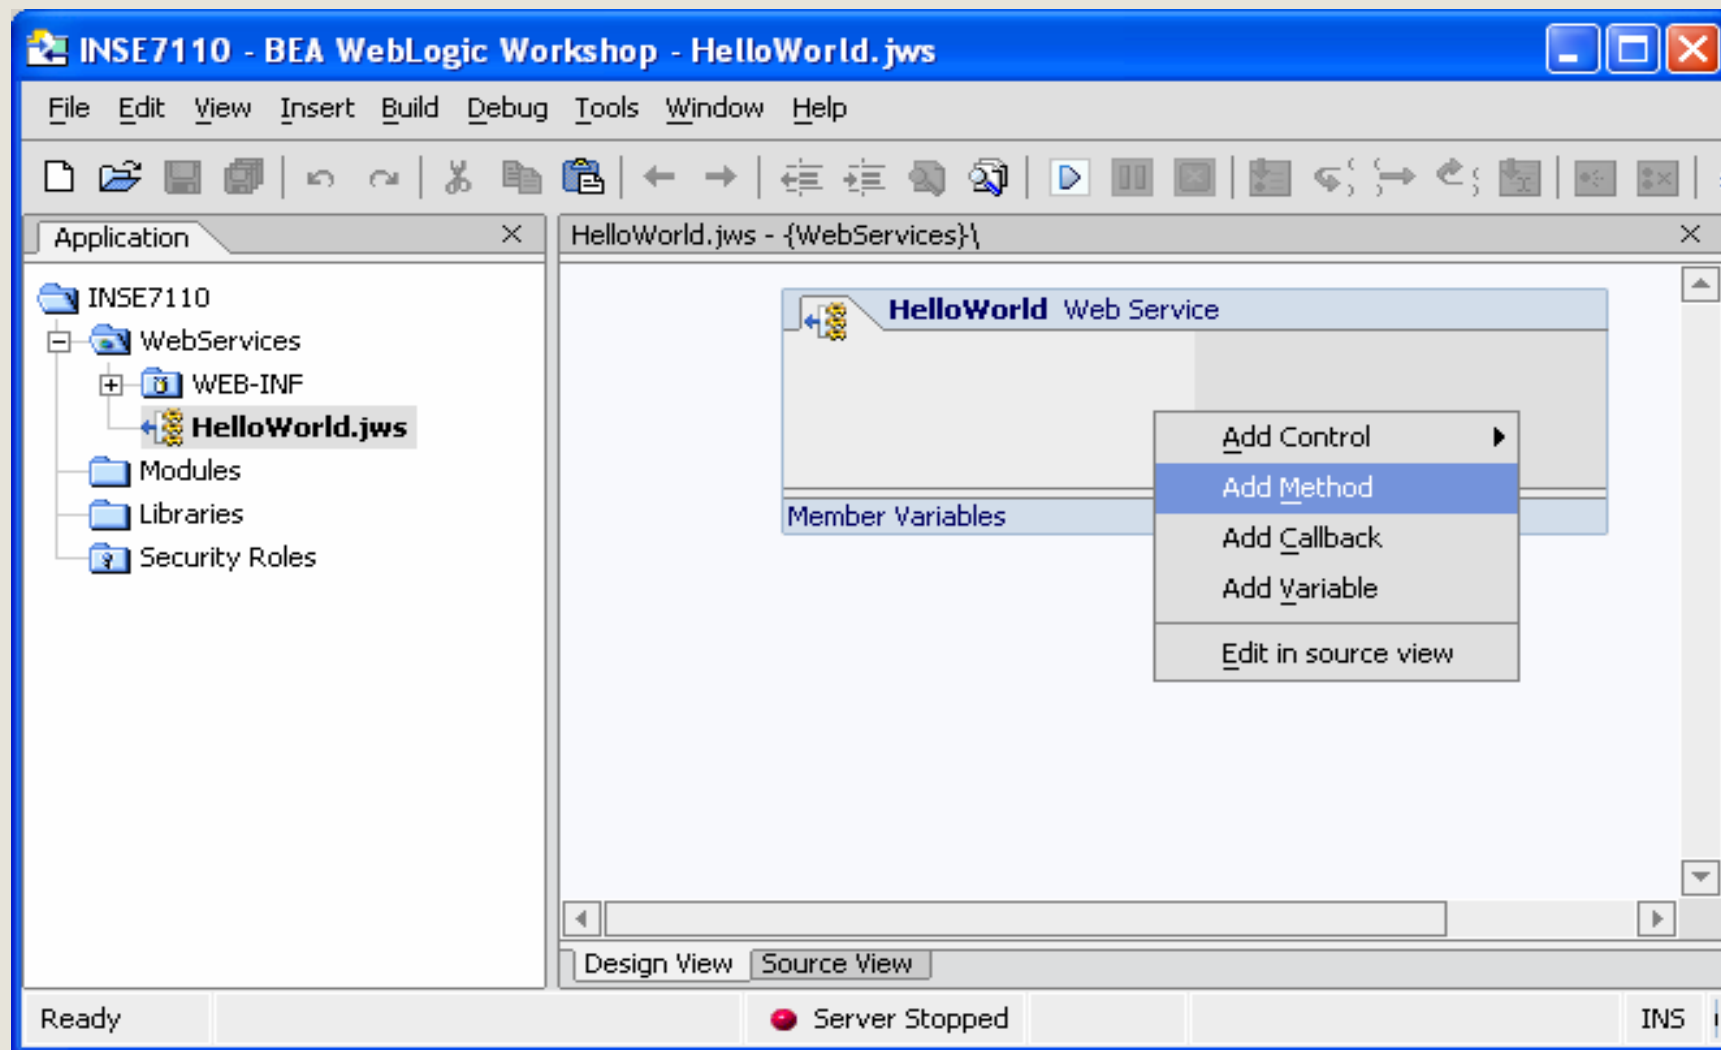 INSE7110 - BEA WebLogic Workshop - HelloWorld.jws
File Edit View Insert Build Debug Tools Window Help
Application
HelloWorld.jws - {WebServices}\
INSE7110
WebServices
WEB-INF
HelloWorld.jws
Modules
Libraries
Security Roles
HelloWorld Web Service
Member Variables
Add Control
Add Method
Add Callback
Add Variable
Edit in source view
Design View Source View
Ready Server Stopped INS